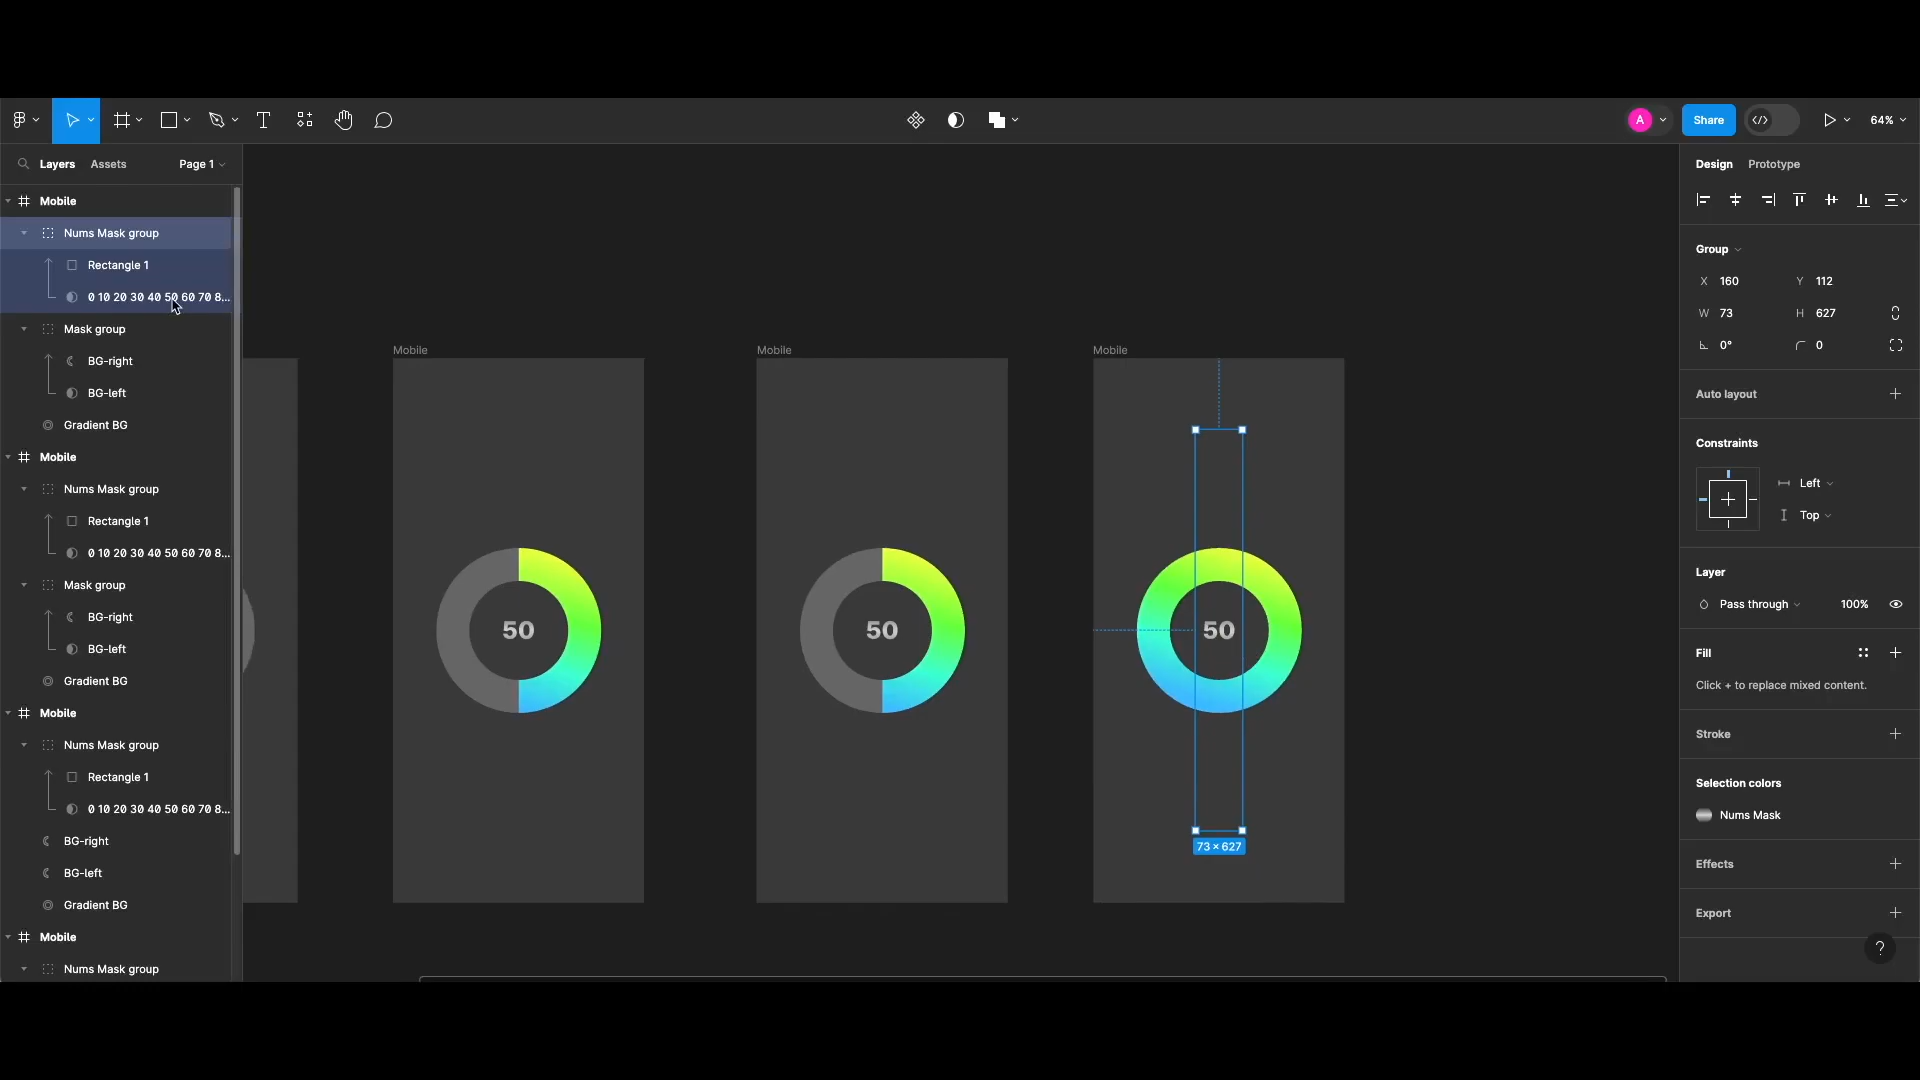 A
Share
64%
Layers
Assets
Page 1
Mobile
Nums Mask group
Rectangle 1
0 10 20 30 40 50 60 70 8...
Mask group
BG-right
BG-left
Gradient BG
Mobile
Nums Mask group
Rectangle 1
0 10 20 30 40 50 60 70 8...
Mask group
BG-right
BG-left
Gradient BG
Mobile
Nums Mask group
Rectangle 1
0 10 20 30 40 50 60 70 8...
BG-right
BG-left
Gradient BG
Mobile
Nums Mask group
Mobile
Mobile
Mobile
50
50
50
73 × 627
Design
Prototype
Group
X 160
Y 112
W 73
H 627
0°
0
Auto layout
Constraints
Left
Top
Layer
Pass through
100%
Fill
Click + to replace mixed content.
Stroke
Selection colors
Nums Mask
Effects
Export
?